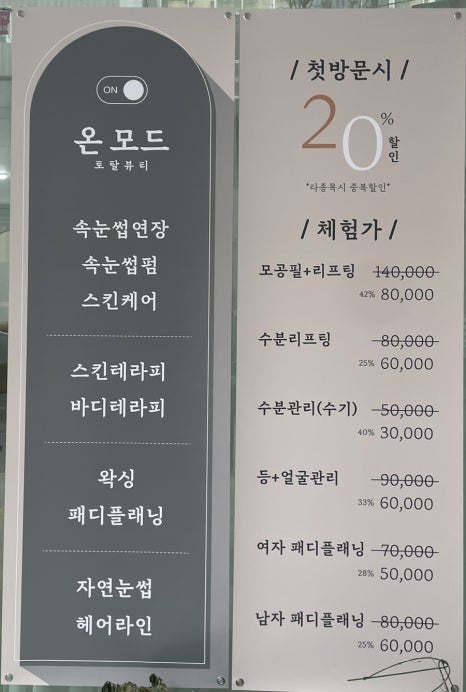 ON
온 모드
토탈뷰티
속눈썹연장
속눈썹펌
스킨케어
스킨테라피
바디테라피
왁싱
패디플래닝
자연눈썹
헤어라인
/ 첫방문시 /
20% 할인
*타종목시 중복할인*
/ 체험가 /
모공필+리프팅 140,000
42% 80,000
수분리프팅 80,000
25% 60,000
수분관리(수기) 50,000
40% 30,000
등+얼굴관리 90,000
33% 60,000
여자 패디플래닝 70,000
28% 50,000
남자 패디플래닝 80,000
25% 60,000